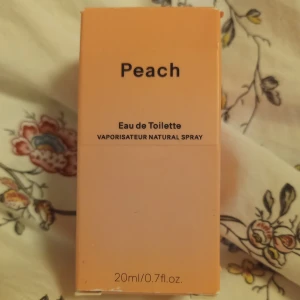 Peach
Eau de Toilette
VAPORISATEUR NATURAL SPRAY
20ml/0.7fl.oz.